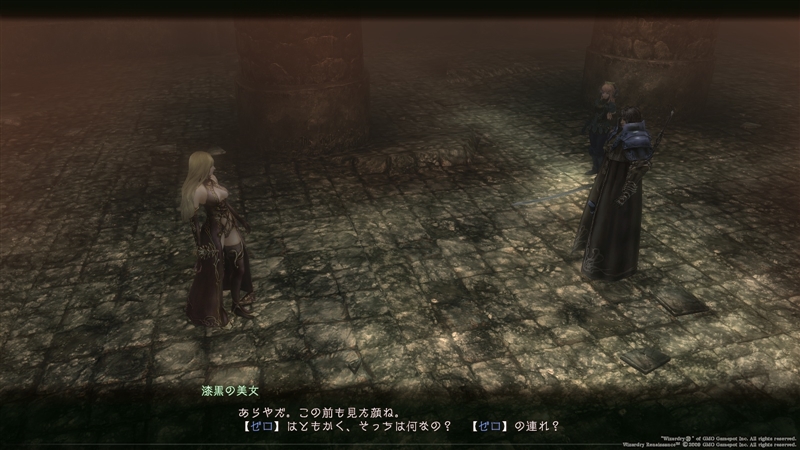 漆黒の美女
あらやだ。この前も見た顔ね。
【ゼロ】はともかく、そっちは何なの？　【ゼロ】の連れ？
"Wizardry®" of GMO Gamepot Inc. All rights reserved.
Wizardry Renaissance™ © 2009 GMO Gamepot Inc. All rights reserved.